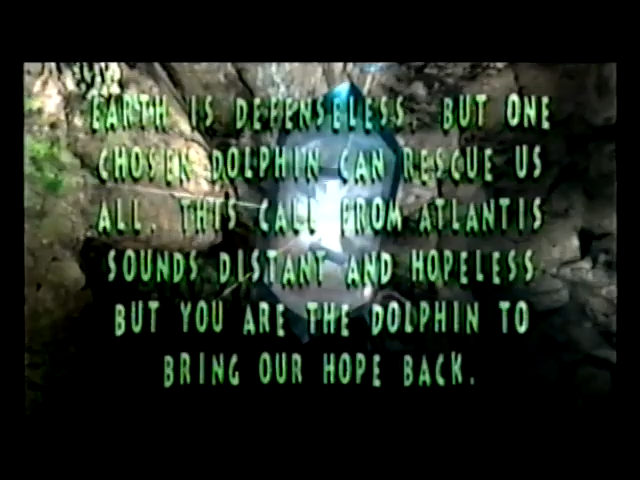 EARTH IS DEFENSELESS. BUT ONE
CHOSEN DOLPHIN CAN RESCUE US
ALL. THIS CALL FROM ATLANTIS
SOUNDS DISTANT AND HOPELESS
BUT YOU ARE THE DOLPHIN TO
BRING OUR HOPE BACK.